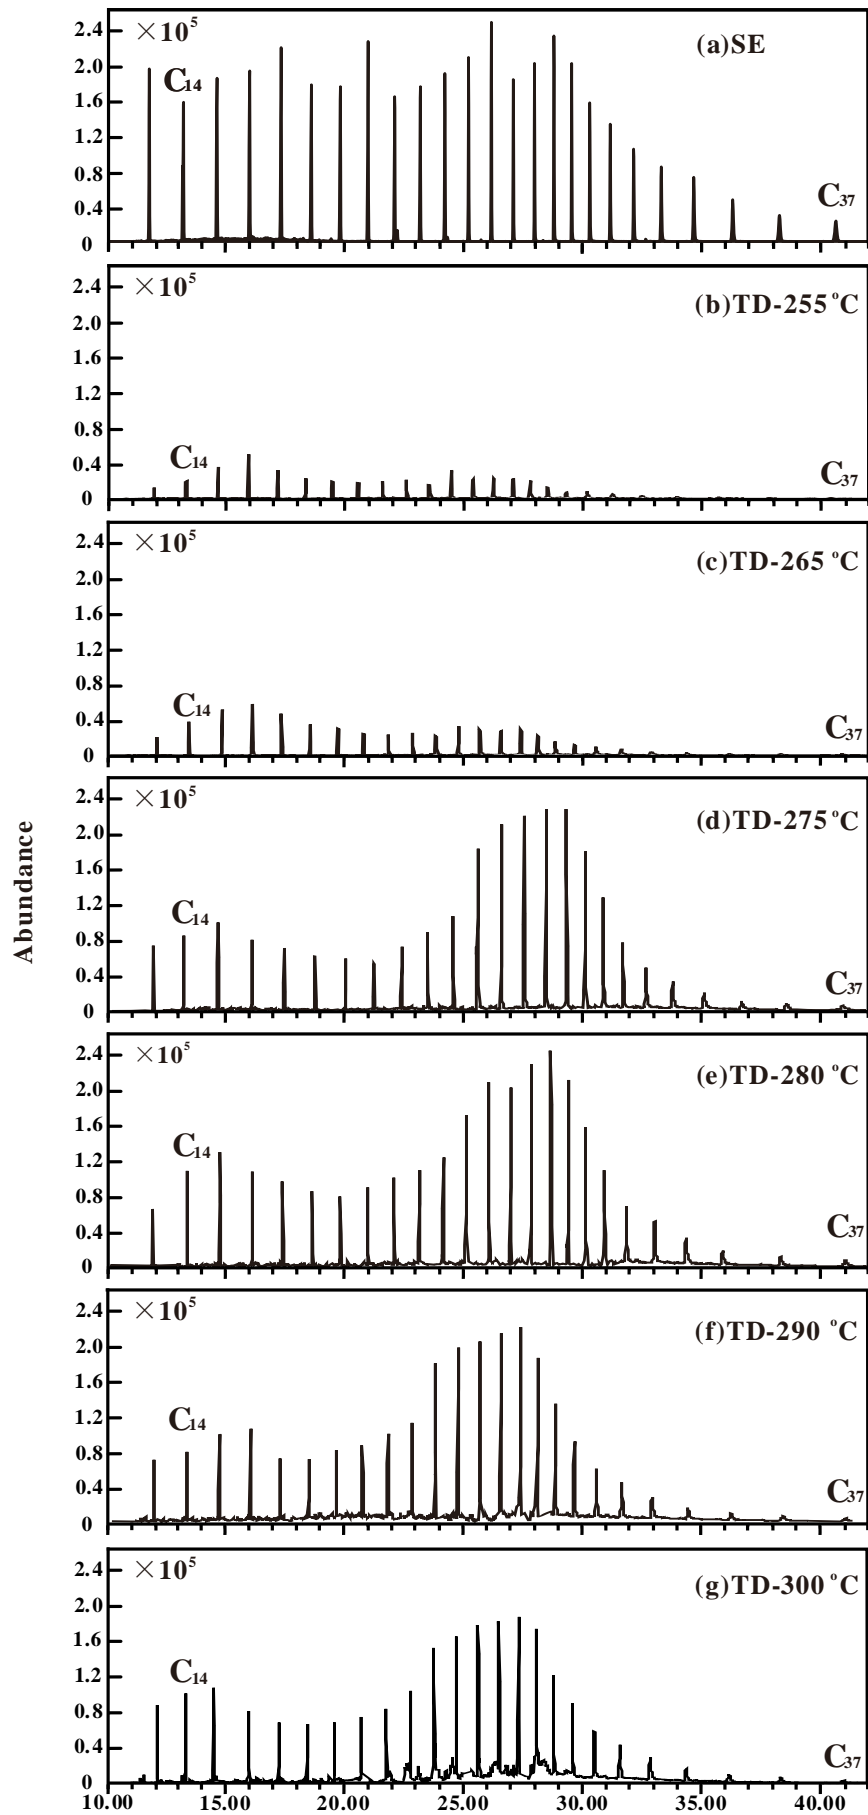 Abundance
×10⁵
(a)SE
2.4
2.0
1.6
1.2
0.8
0.4
0
C₁₄
C₃₇
×10⁵
(b)TD-255 °C
2.4
2.0
1.6
1.2
0.8
0.4
0
C₁₄
C₃₇
×10⁵
(c)TD-265 °C
2.4
2.0
1.6
1.2
0.8
0.4
0
C₁₄
C₃₇
×10⁵
(d)TD-275 °C
2.4
2.0
1.6
1.2
0.8
0.4
0
C₁₄
C₃₇
×10⁵
(e)TD-280 °C
2.4
2.0
1.6
1.2
0.8
0.4
0
C₁₄
C₃₇
×10⁵
(f)TD-290 °C
2.4
2.0
1.6
1.2
0.8
0.4
0
C₁₄
C₃₇
×10⁵
(g)TD-300 °C
2.4
2.0
1.6
1.2
0.8
0.4
0
C₁₄
C₃₇
10.00 15.00 20.00 25.00 30.00 35.00 40.00